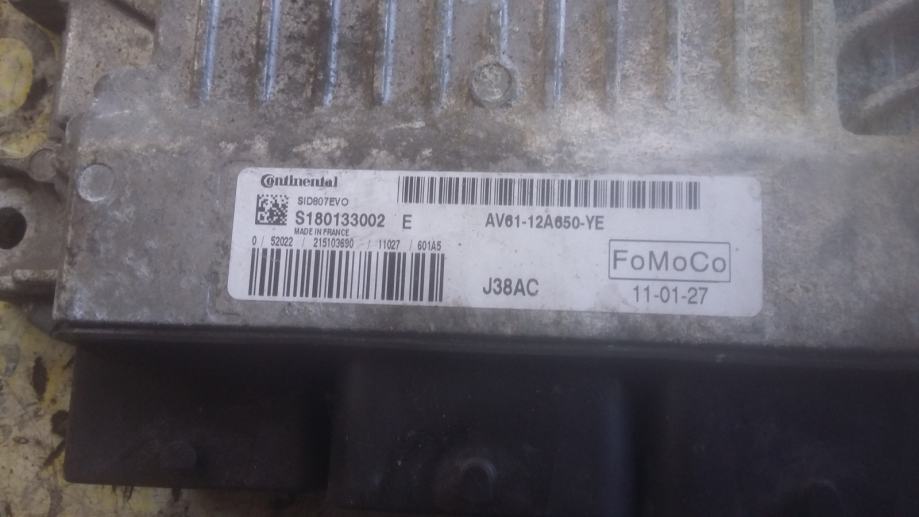 Continental
SID807EVO
S180133002 E
MADE IN FRANCE
0 / 52022 / 215103690 / 11027 / 601A5
AV61-12A650-YE
J38AC
FoMoCo
11-01-27